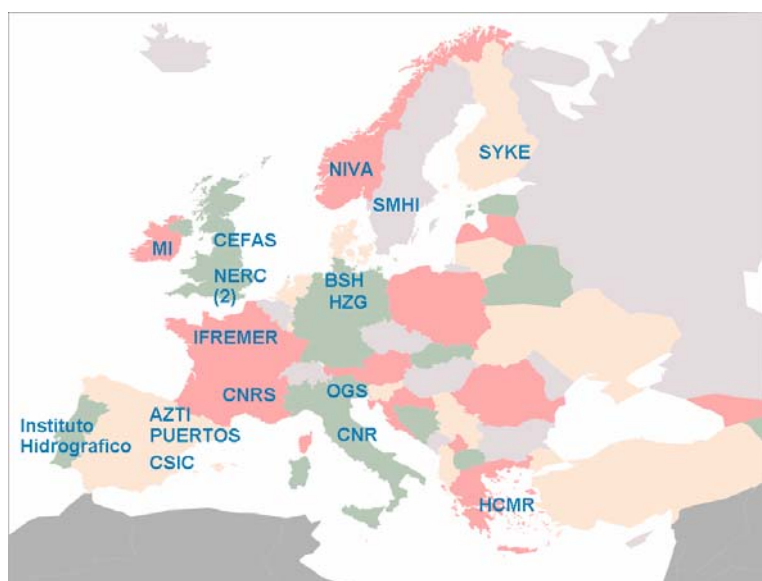 SYKE
NIVA
SMHI
MI
CEFAS
NERC
(2)
BSH
HZG
IFREMER
CNRS
OGS
CNR
Instituto
Hidrografico
AZTI
PUERTOS
CSIC
HCMR